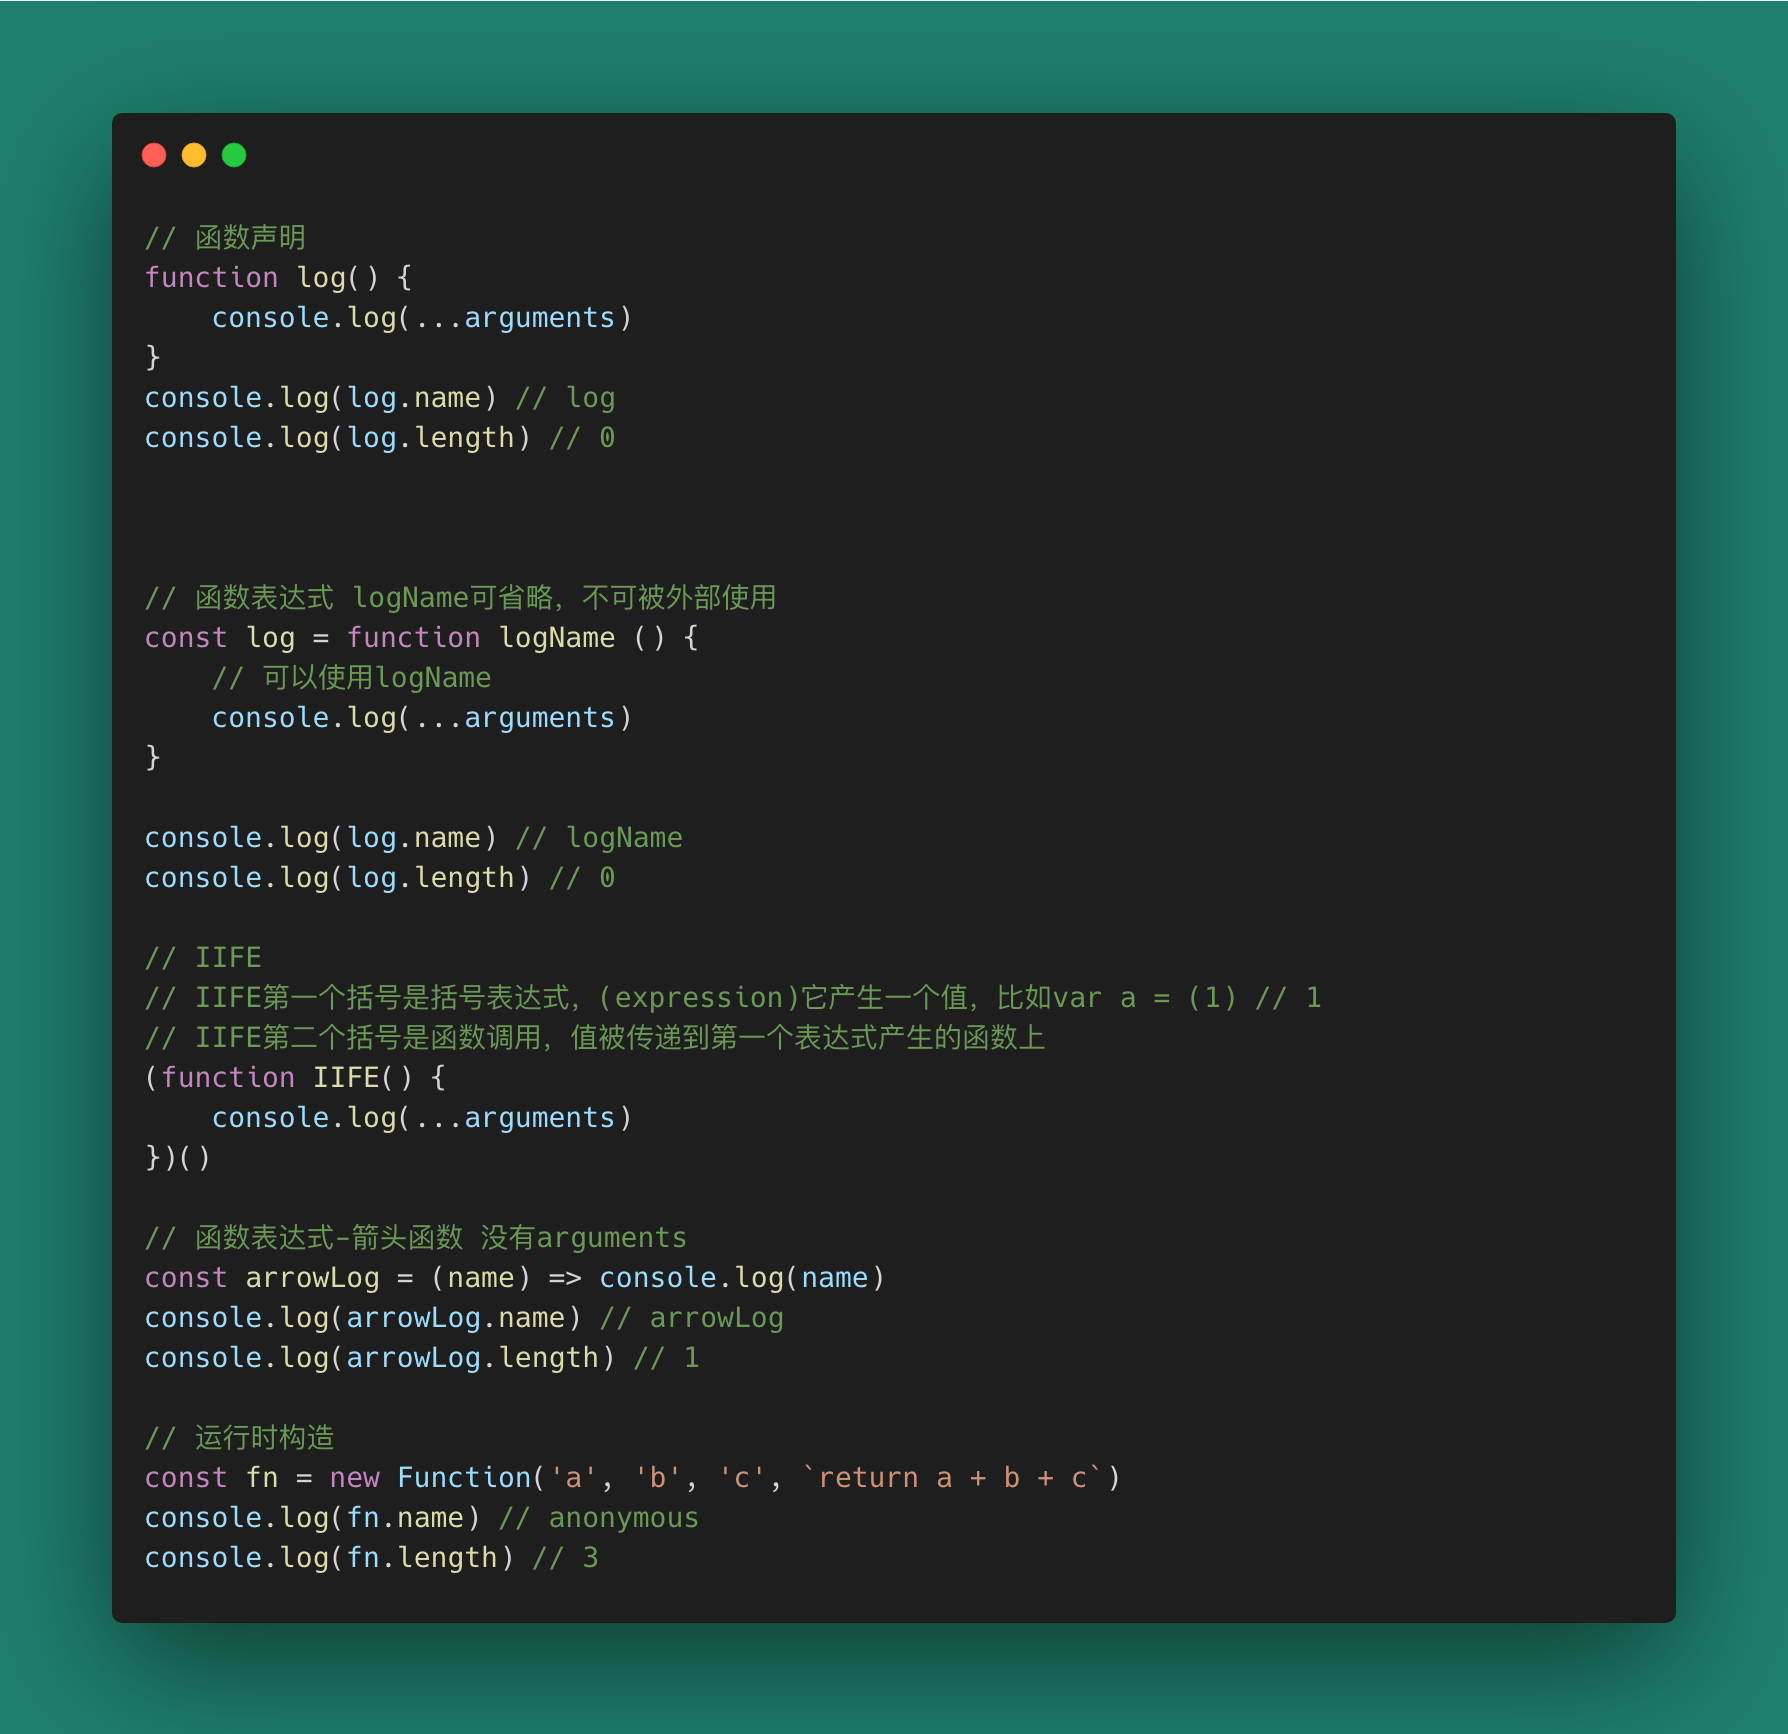 // 函数声明
function log() {
    console.log(...arguments)
}
console.log(log.name) // log
console.log(log.length) // 0
// 函数表达式 logName可省略，不可被外部使用
const log = function logName () {
    // 可以使用logName
    console.log(...arguments)
}
console.log(log.name) // logName
console.log(log.length) // 0
// IIFE
// IIFE第一个括号是括号表达式，(expression)它产生一个值，比如var a = (1) // 1
// IIFE第二个括号是函数调用，值被传递到第一个表达式产生的函数上
(function IIFE() {
    console.log(...arguments)
})()
// 函数表达式-箭头函数 没有arguments
const arrowLog = (name) => console.log(name)
console.log(arrowLog.name) // arrowLog
console.log(arrowLog.length) // 1
// 运行时构造
const fn = new Function('a', 'b', 'c', `return a + b + c`)
console.log(fn.name) // anonymous
console.log(fn.length) // 3